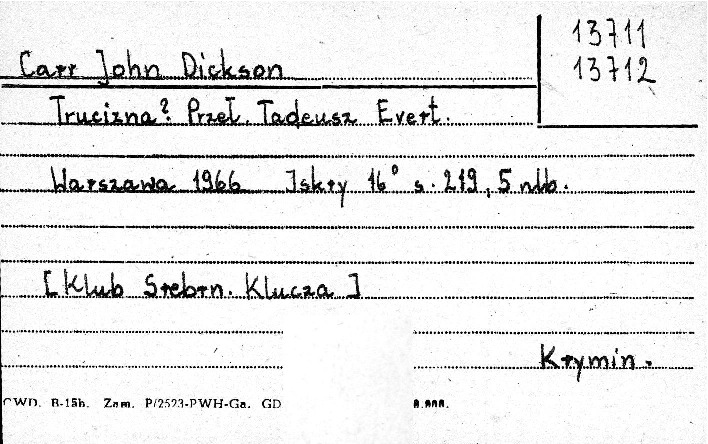 13711
13712
Carr John Dickson
Trucizna? Przeł. Tadeusz Evert.
Warszawa 1966 Iskry 16° s. 219, 5 nlb.
[Klub Srebrn. Klucza]
Krymin.
CWD. B-15b. Zam. P/2523-PWH-Ga. GD